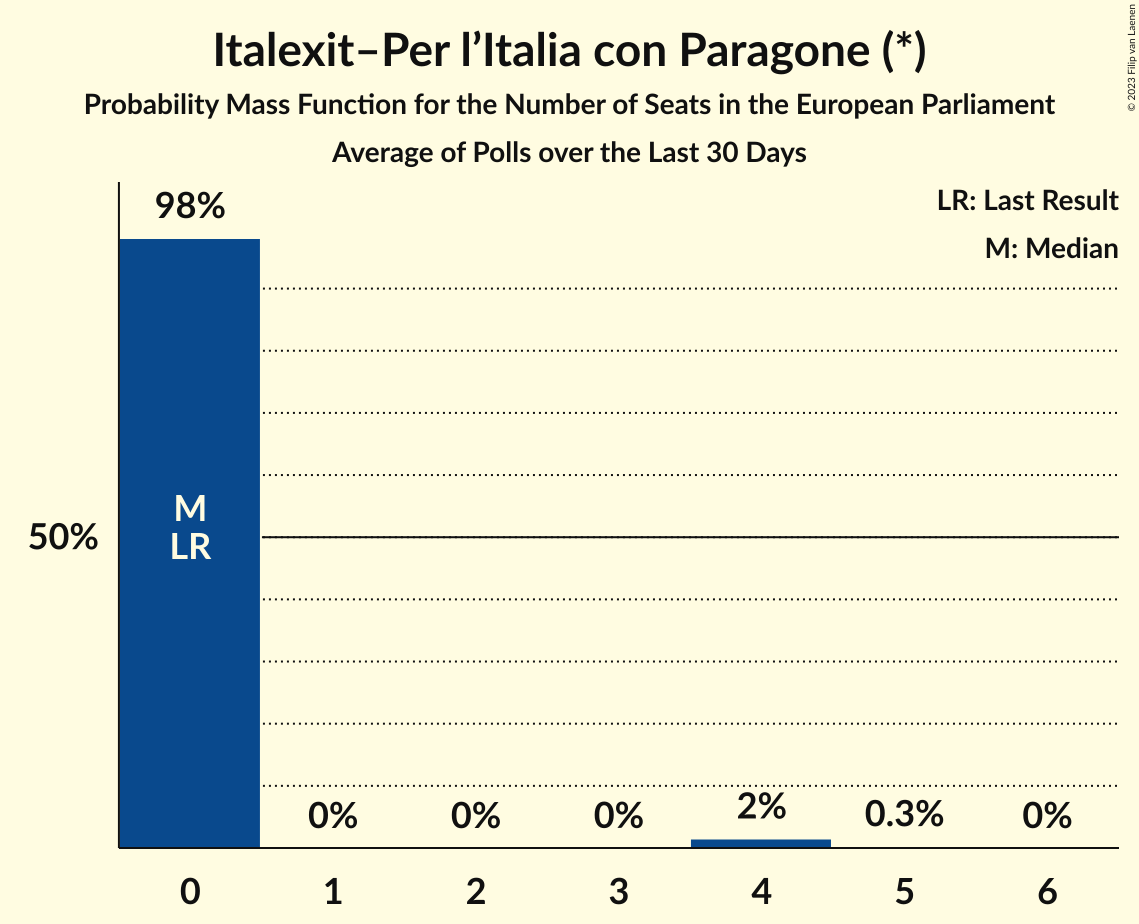 Italexit–Per l’Italia con Paragone (*)
Probability Mass Function for the Number of Seats in the European Parliament
Average of Polls over the Last 30 Days
© 2023 Filip van Laenen
LR: Last Result
M: Median
98%
M
LR
50%
0%
0%
0%
2%
0.3%
0%
0
1
2
3
4
5
6